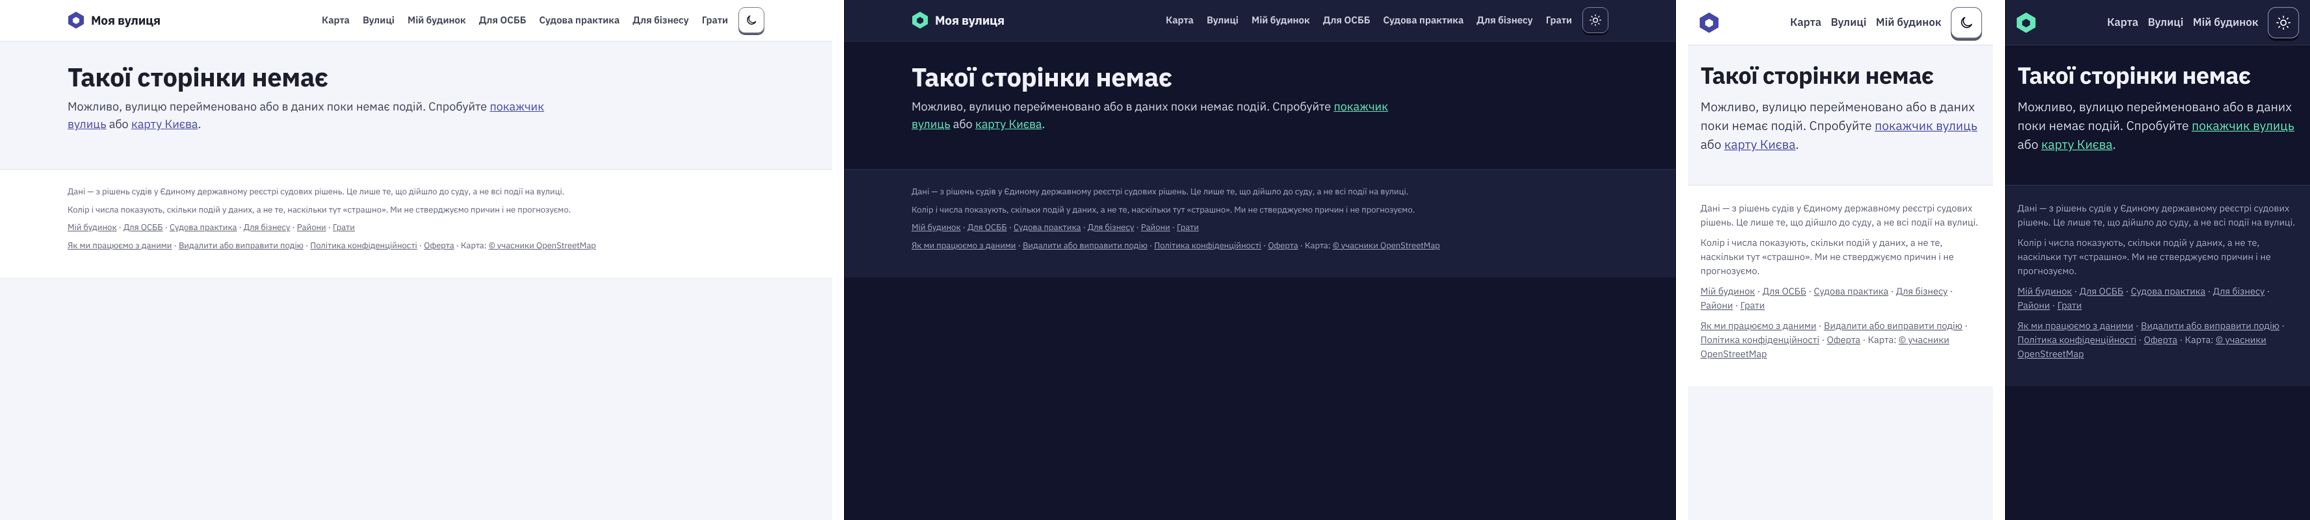 Моя вулиця
Карта Вулиці Мій будинок Для ОСББ Судова практика Для бізнесу Грати
Такої сторінки немає
Можливо, вулицю перейменовано або в даних поки немає подій. Спробуйте покажчик
вулиць або карту Києва.
Дані — з рішень судів у Єдиному державному реєстрі судових рішень. Це лише те, що дійшло до суду, а не всі події на вулиці.
Колір і числа показують, скільки подій у даних, а не те, наскільки тут «страшно». Ми не стверджуємо причин і не прогнозуємо.
Мій будинок · Для ОСББ · Судова практика · Для бізнесу · Райони · Грати
Як ми працюємо з даними · Видалити або виправити подію · Політика конфіденційності · Оферта · Карта: © учасники OpenStreetMap
Моя вулиця
Карта Вулиці Мій будинок Для ОСББ Судова практика Для бізнесу Грати
Такої сторінки немає
Можливо, вулицю перейменовано або в даних поки немає подій. Спробуйте покажчик
вулиць або карту Києва.
Дані — з рішень судів у Єдиному державному реєстрі судових рішень. Це лише те, що дійшло до суду, а не всі події на вулиці.
Колір і числа показують, скільки подій у даних, а не те, наскільки тут «страшно». Ми не стверджуємо причин і не прогнозуємо.
Мій будинок · Для ОСББ · Судова практика · Для бізнесу · Райони · Грати
Як ми працюємо з даними · Видалити або виправити подію · Політика конфіденційності · Оферта · Карта: © учасники OpenStreetMap
Карта Вулиці Мій будинок
Такої сторінки немає
Можливо, вулицю перейменовано або в даних
поки немає подій. Спробуйте покажчик вулиць
або карту Києва.
Дані — з рішень судів у Єдиному державному реєстрі судових
рішень. Це лише те, що дійшло до суду, а не всі події на вулиці.
Колір і числа показують, скільки подій у даних, а не те,
наскільки тут «страшно». Ми не стверджуємо причин і не
прогнозуємо.
Мій будинок · Для ОСББ · Судова практика · Для бізнесу ·
Райони · Грати
Як ми працюємо з даними · Видалити або виправити подію ·
Політика конфіденційності · Оферта · Карта: © учасники
OpenStreetMap
Карта Вулиці Мій будинок
Такої сторінки немає
Можливо, вулицю перейменовано або в даних
поки немає подій. Спробуйте покажчик вулиць
або карту Києва.
Дані — з рішень судів у Єдиному державному реєстрі судових
рішень. Це лише те, що дійшло до суду, а не всі події на вулиці.
Колір і числа показують, скільки подій у даних, а не те,
наскільки тут «страшно». Ми не стверджуємо причин і не
прогнозуємо.
Мій будинок · Для ОСББ · Судова практика · Для бізнесу ·
Райони · Грати
Як ми працюємо з даними · Видалити або виправити подію ·
Політика конфіденційності · Оферта · Карта: © учасники
OpenStreetMap